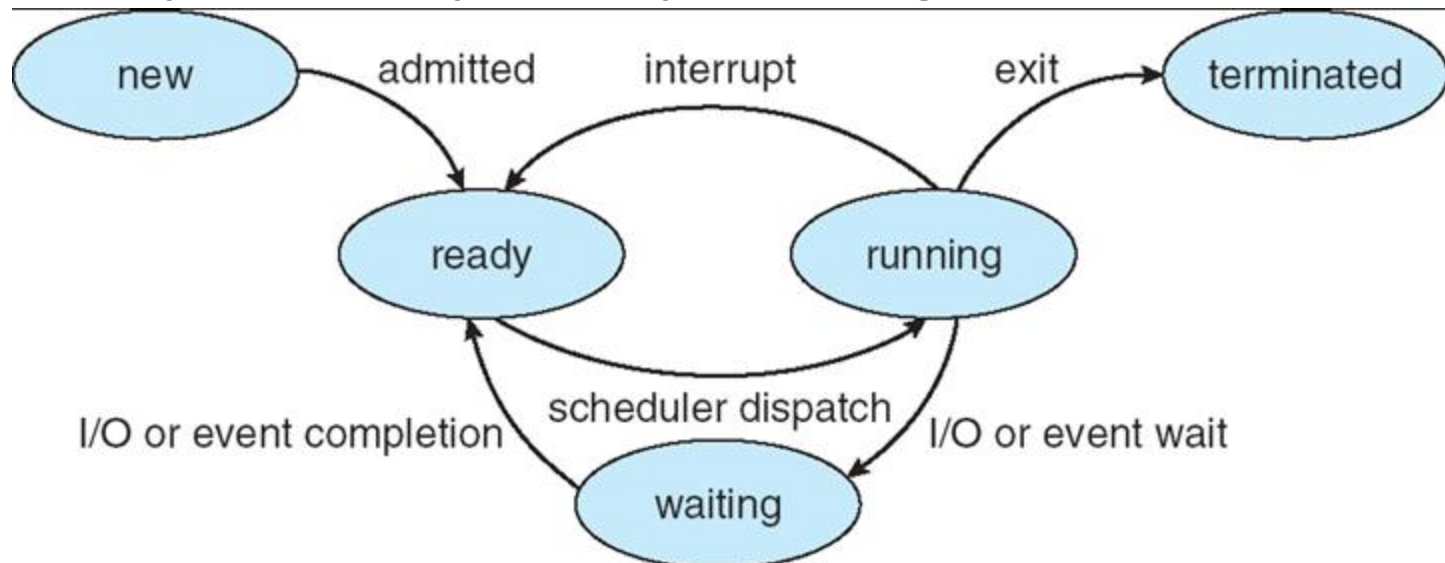 new
admitted
interrupt
exit
terminated
ready
running
scheduler dispatch
I/O or event completion
I/O or event wait
waiting